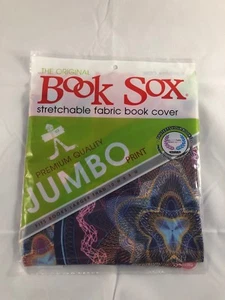 THE ORIGINAL
BOOK SOX
stretchable fabric book cover
PREMIUM QUALITY
JUMBO
PRINT